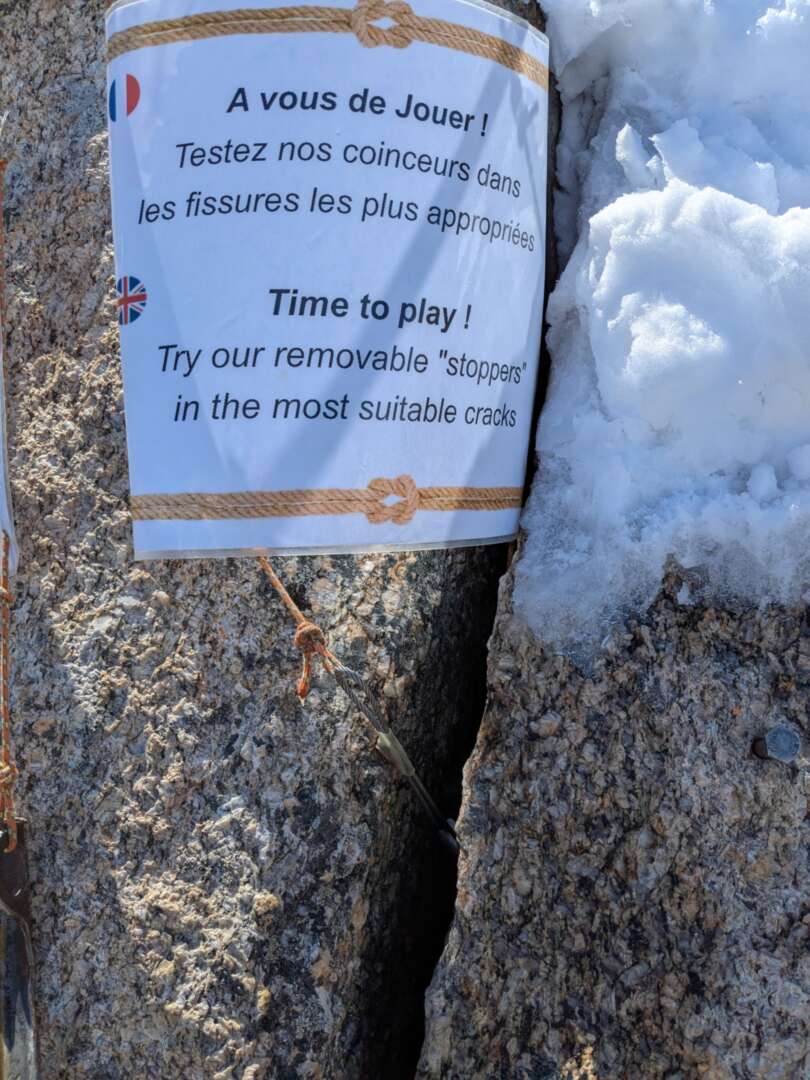 A vous de Jouer !
Testez nos coinceurs dans
les fissures les plus appropriées
Time to play !
Try our removable "stoppers"
in the most suitable cracks